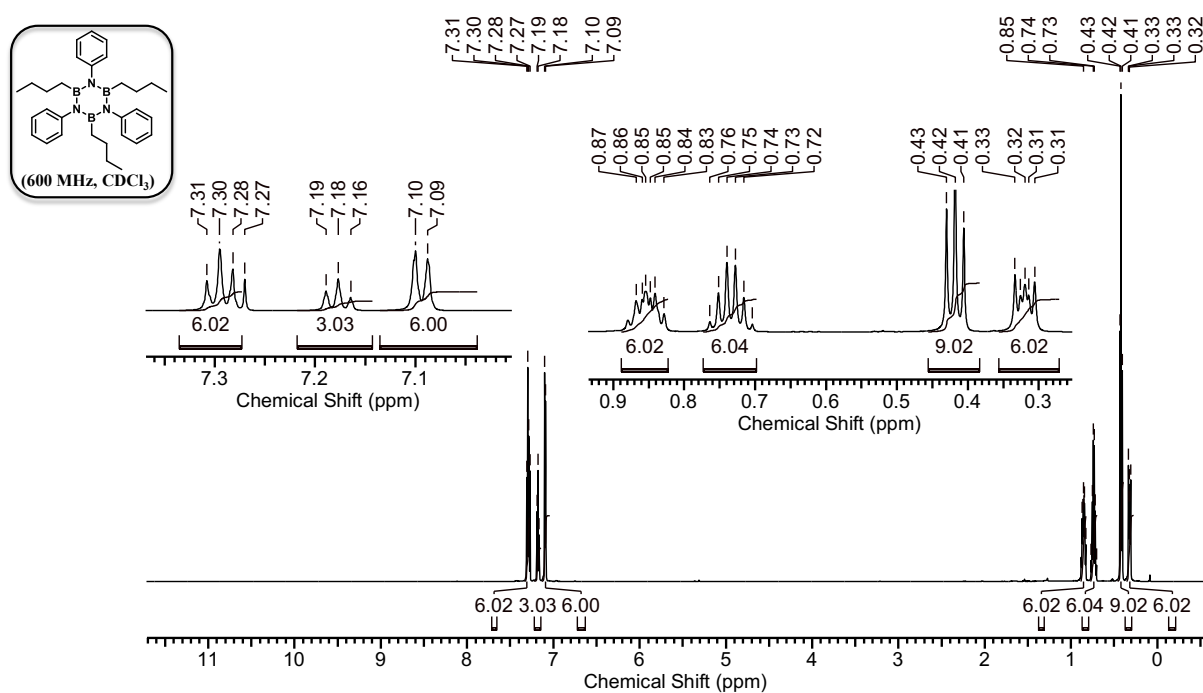 7.31
7.30
7.28
7.27
7.19
7.18
7.10
7.09
0.85
0.74
0.73
0.43
0.42
0.41
0.33
0.33
0.32
N
B
B
N
N
B
(600 MHz, CDCl3)
7.31
7.30
7.28
7.27
7.19
7.18
7.16
7.10
7.09
0.87
0.86
0.85
0.85
0.84
0.83
0.76
0.75
0.74
0.73
0.72
0.43
0.42
0.41
0.33
0.32
0.31
0.31
6.02 3.03 6.00
7.3 7.2 7.1
Chemical Shift (ppm)
6.02 6.04 9.02 6.02
0.9 0.8 0.7 0.6 0.5 0.4 0.3
Chemical Shift (ppm)
6.02 3.03 6.00 6.02 6.04 9.02 6.02
11 10 9 8 7 6 5 4 3 2 1 0
Chemical Shift (ppm)